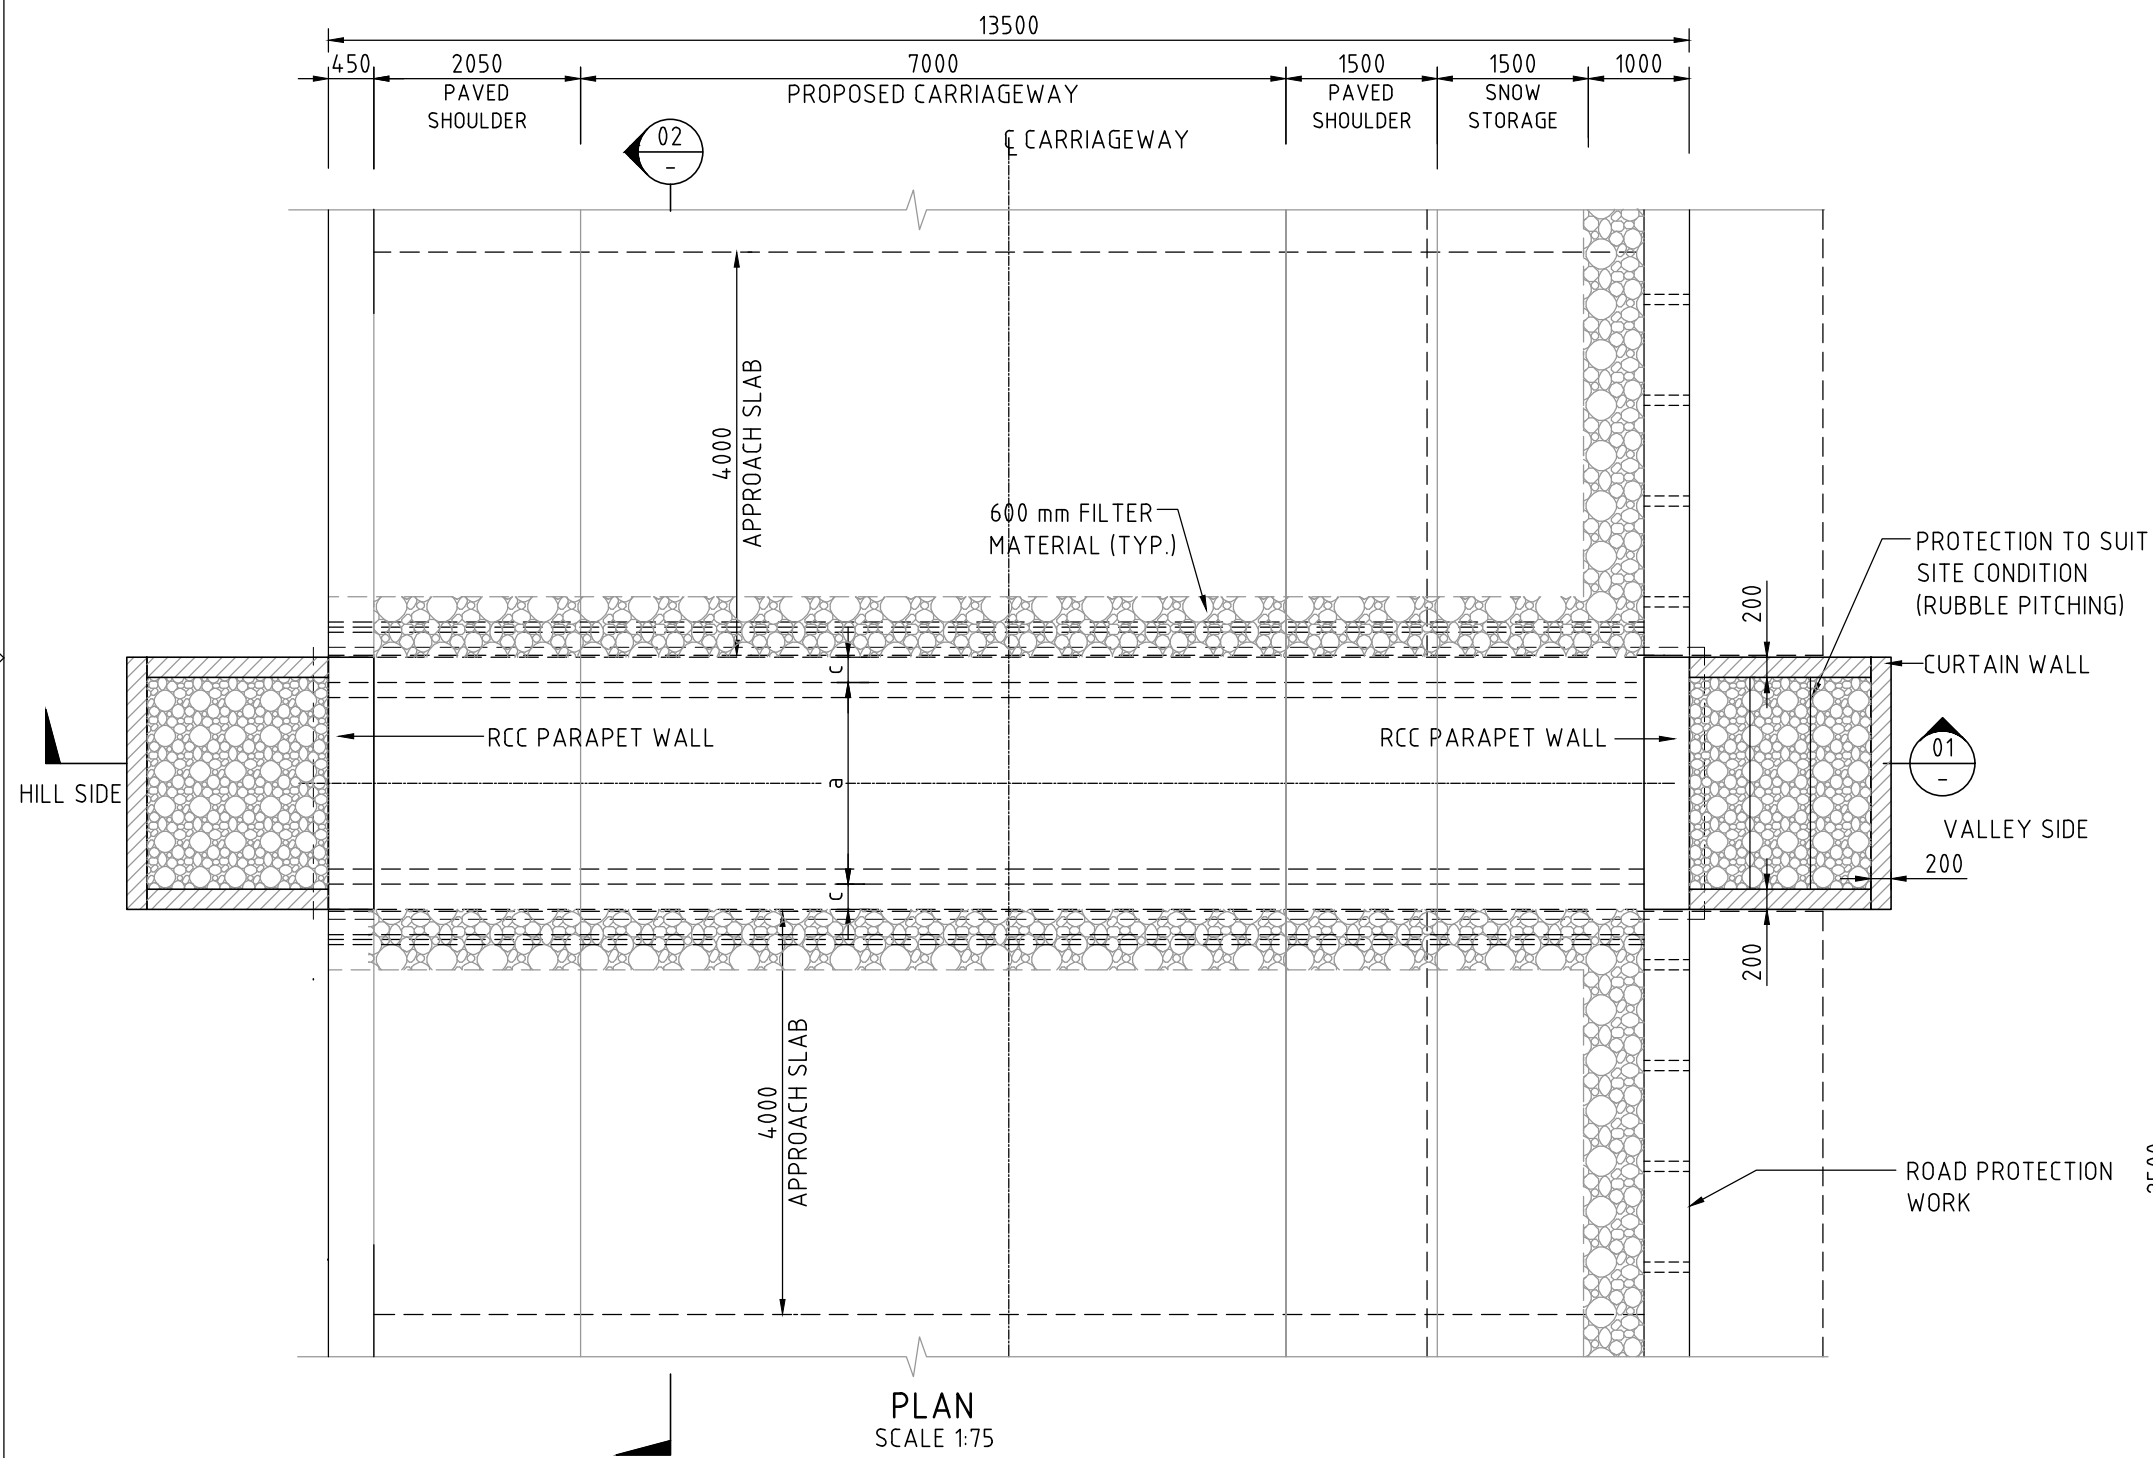 13500
450
2050
7000
1500
1500
1000
PAVED
SHOULDER
PROPOSED CARRIAGEWAY
PAVED
SHOULDER
SNOW
STORAGE
02
-
℄ CARRIAGEWAY
4000
APPROACH SLAB
600 mm FILTER
MATERIAL (TYP.)
PROTECTION TO SUIT
SITE CONDITION
(RUBBLE PITCHING)
200
CURTAIN WALL
c
RCC PARAPET WALL
RCC PARAPET WALL
01
-
HILL SIDE
a
VALLEY SIDE
200
c
200
4000
APPROACH SLAB
ROAD PROTECTION
WORK
PLAN
SCALE 1:75